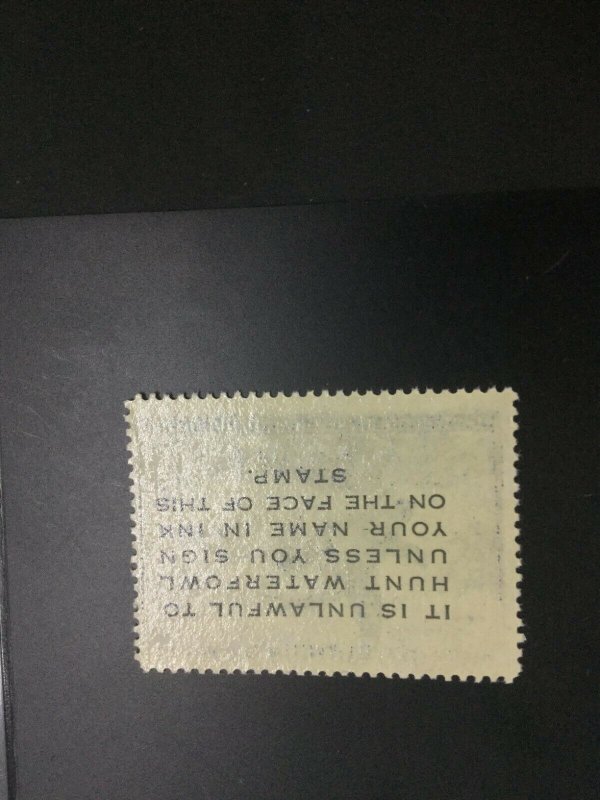 IT IS UNLAWFUL TO
HUNT WATERFOWL
UNLESS YOU SIGN
YOUR NAME IN INK
ON THE FACE OF THIS
STAMP.